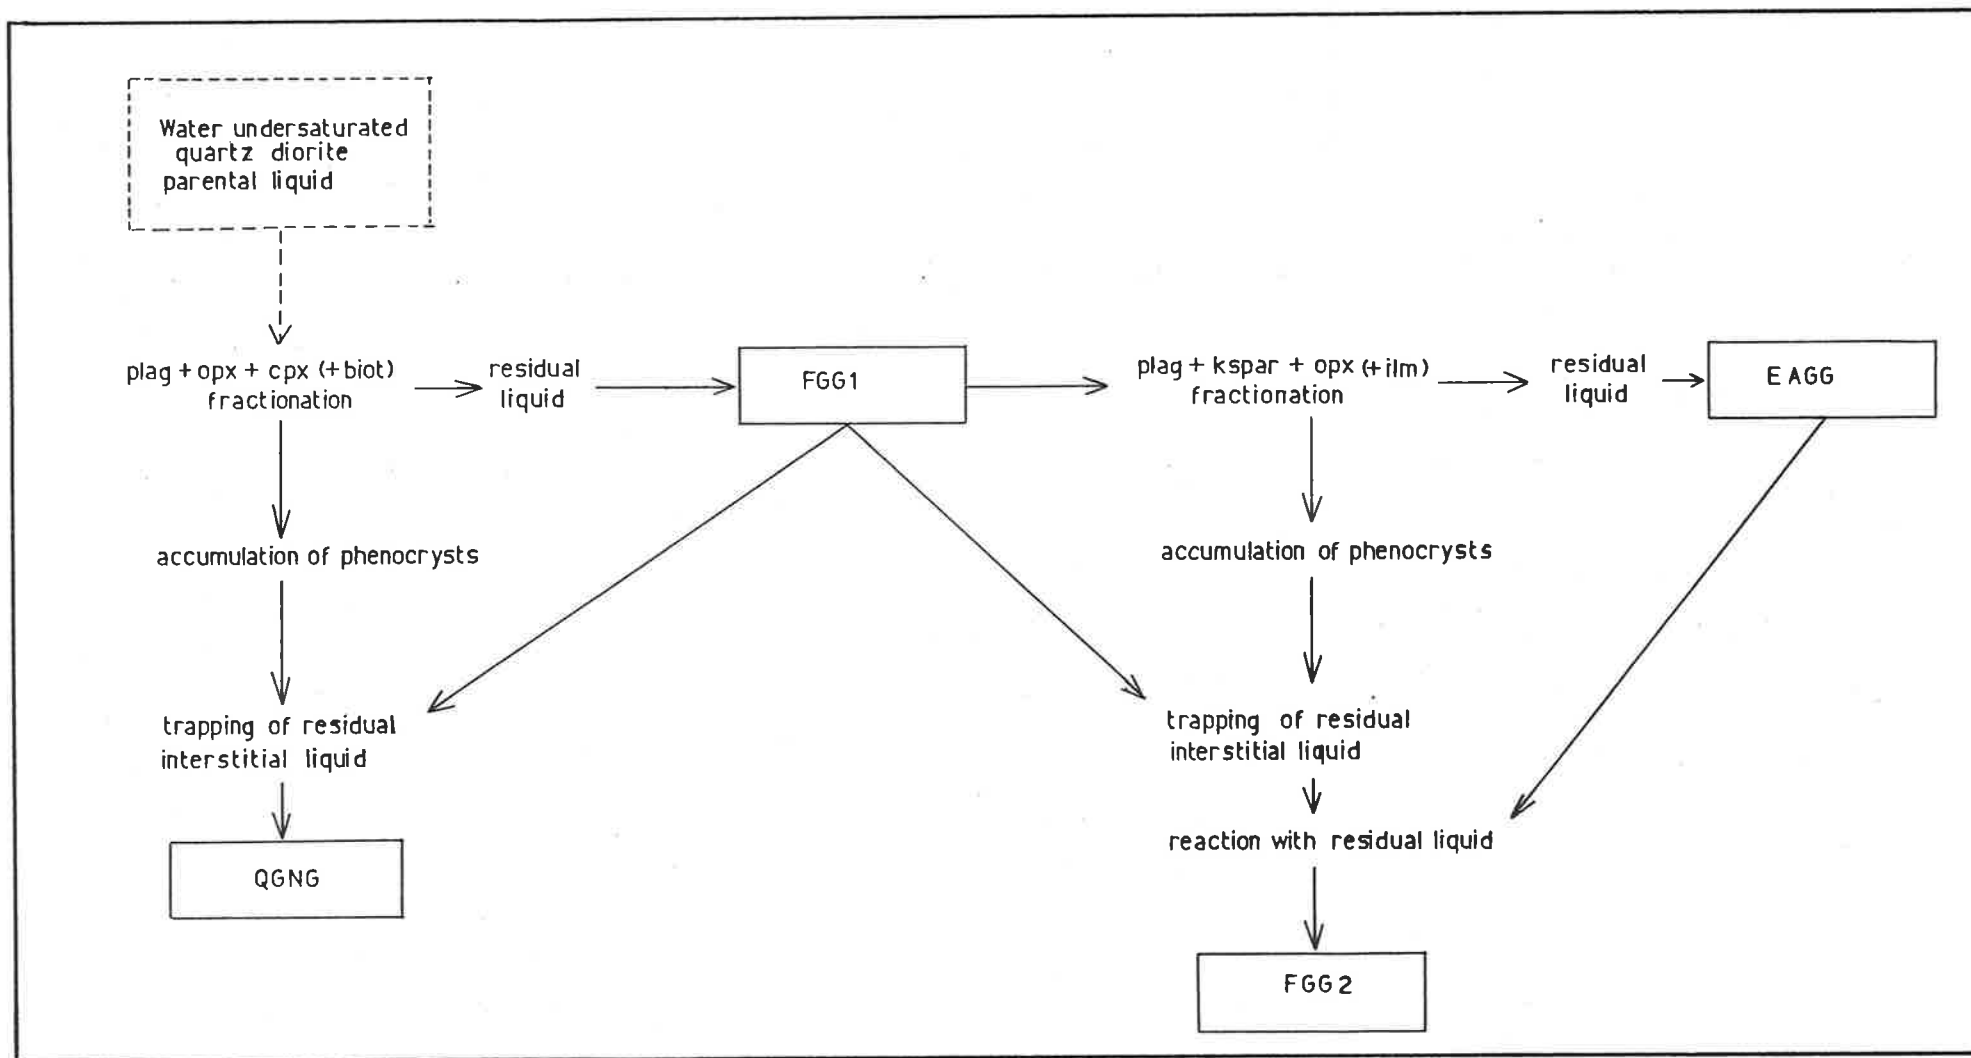 Water undersaturated
quartz diorite
parental liquid
plag + opx + cpx (+ biot)
fractionation
residual
liquid
FGG1
plag + kspar + opx (+ ilm)
fractionation
residual
liquid
EAGG
accumulation of phenocrysts
accumulation of phenocrysts
trapping of residual
interstitial liquid
trapping of residual
interstitial liquid
reaction with residual liquid
QGNG
FGG2